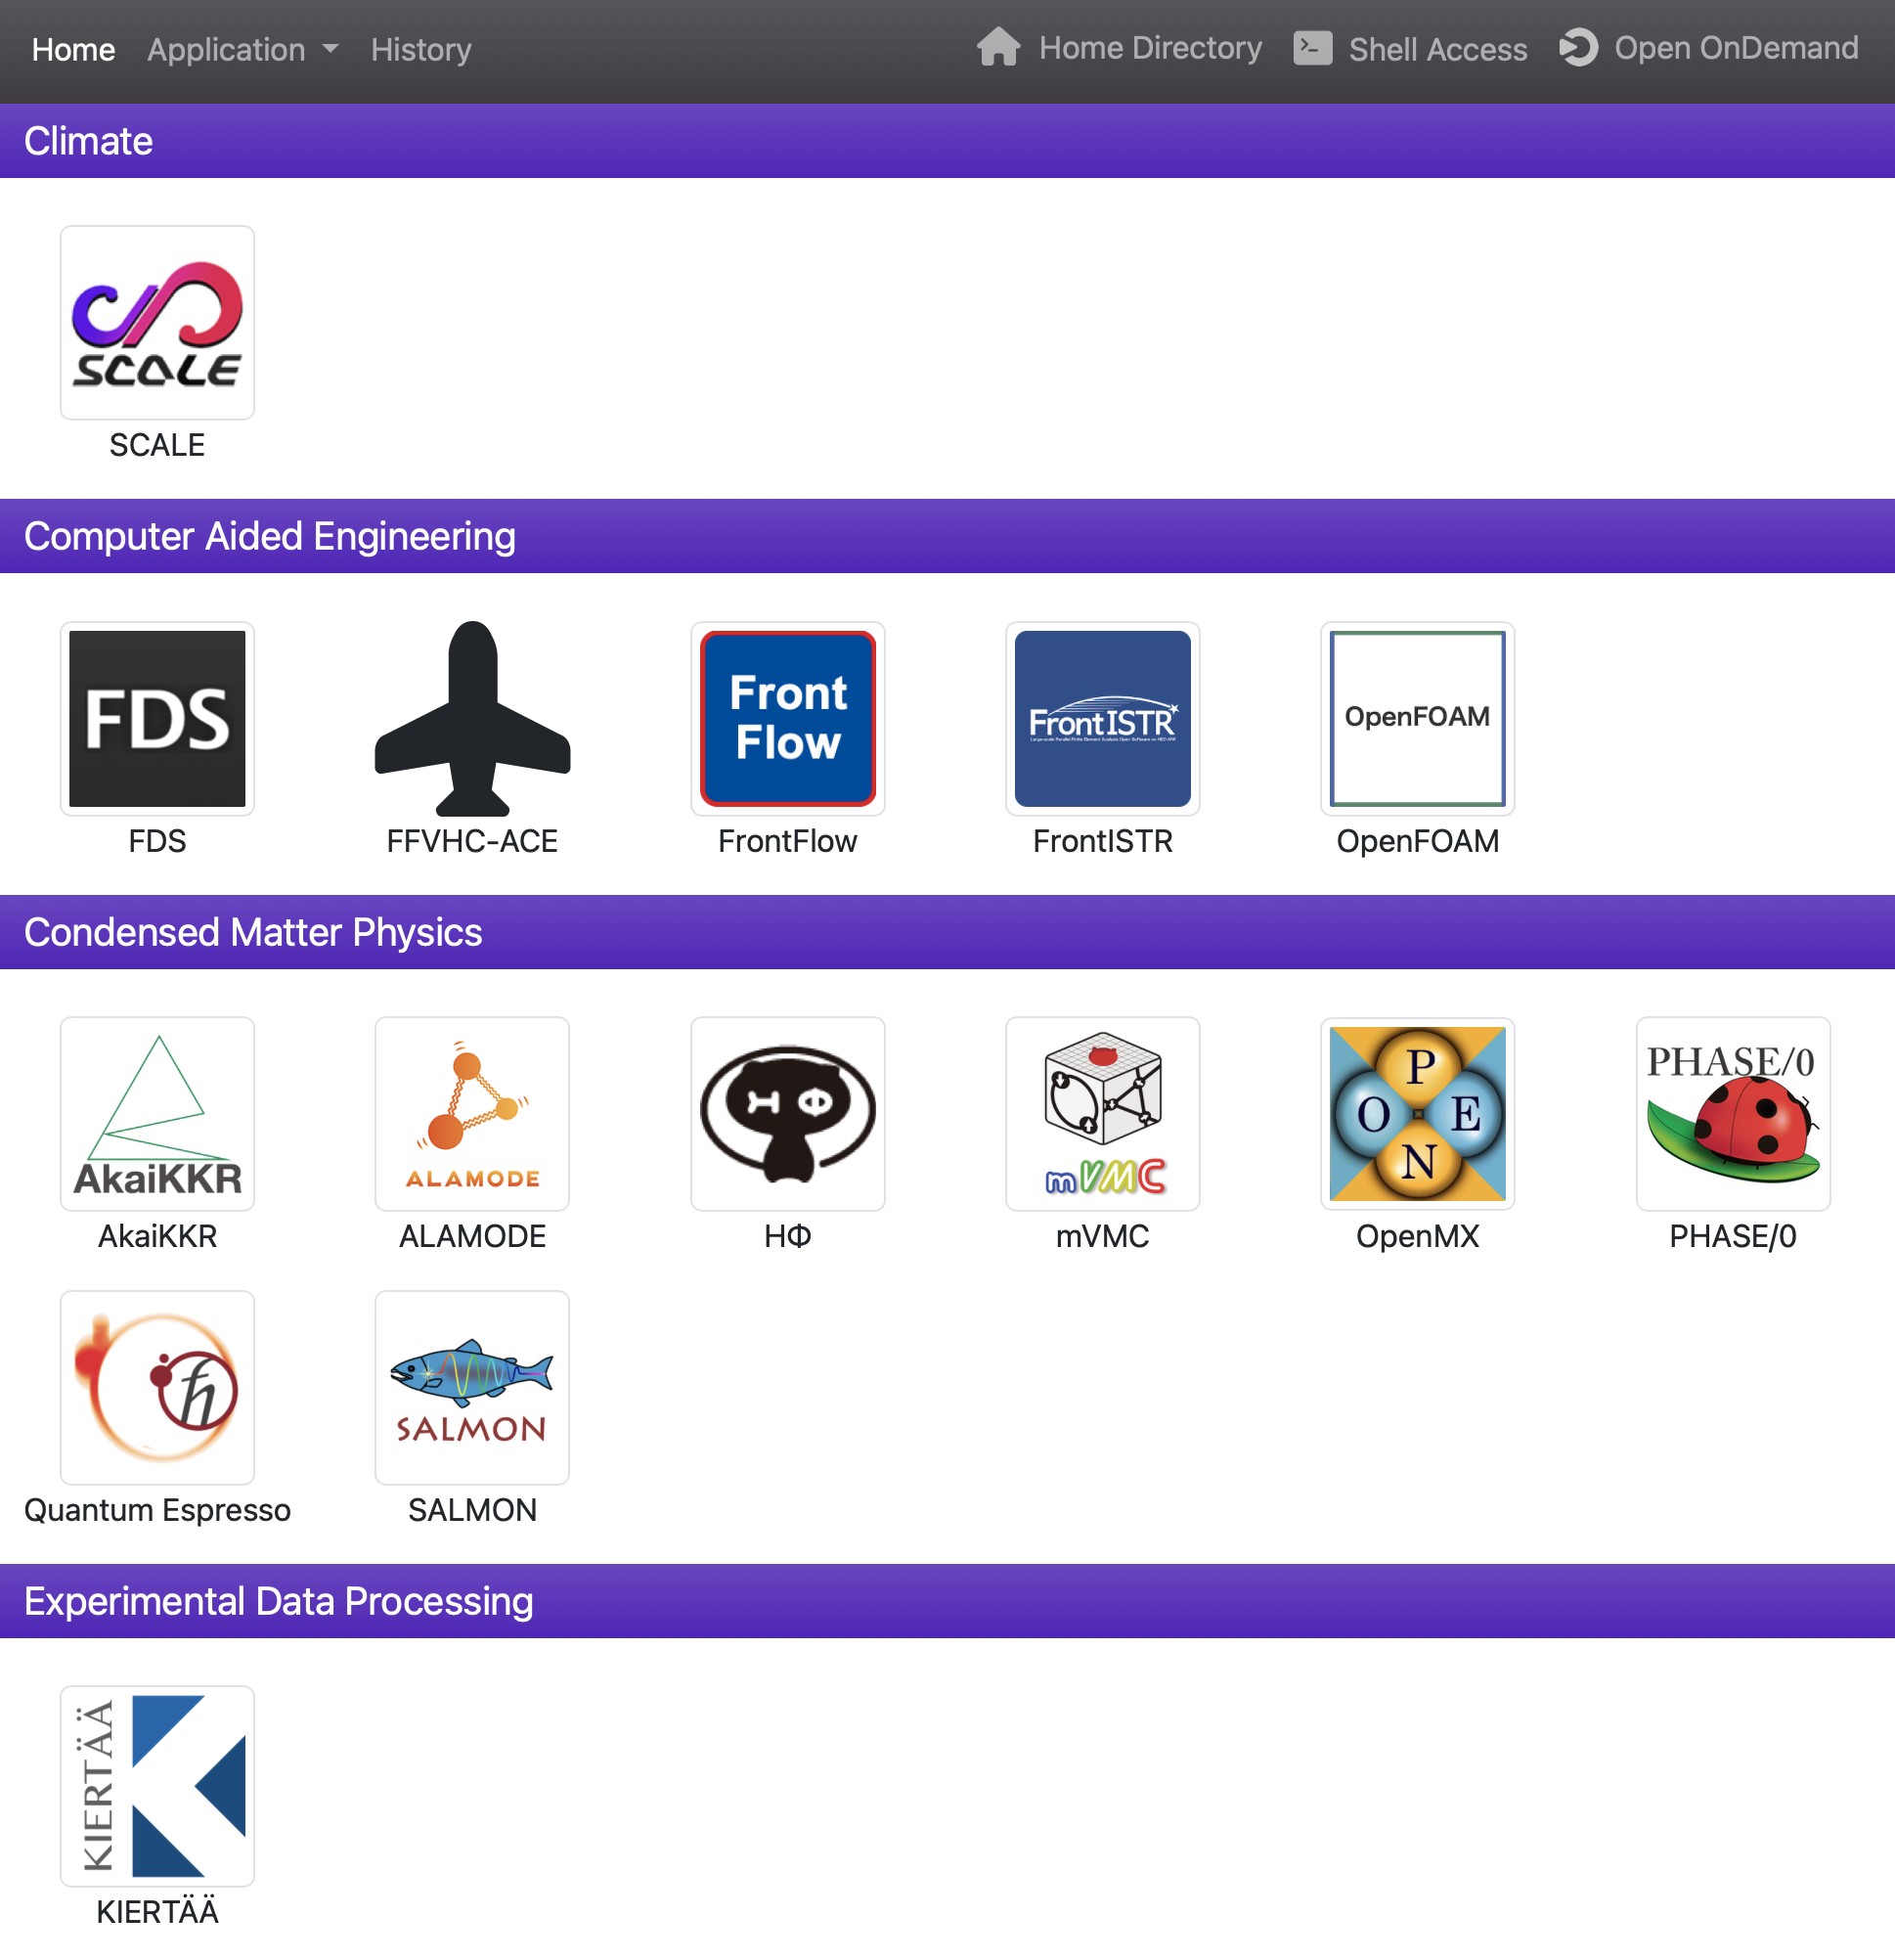 Home Application History Home Directory Shell Access Open OnDemand
Climate
SCALE
SCALE
Computer Aided Engineering
FDS
Front
Flow
FrontISTR
OpenFOAM
FDS FFVHC-ACE FrontFlow FrontISTR OpenFOAM
Condensed Matter Physics
AkaiKKR
ALAMODE
H Φ
mVMC
P
O E
N
PHASE/0
AkaiKKR ALAMODE HΦ mVMC OpenMX PHASE/0
ℏ
SALMON
Quantum Espresso SALMON
Experimental Data Processing
KIERTÄÄ
KIERTÄÄ